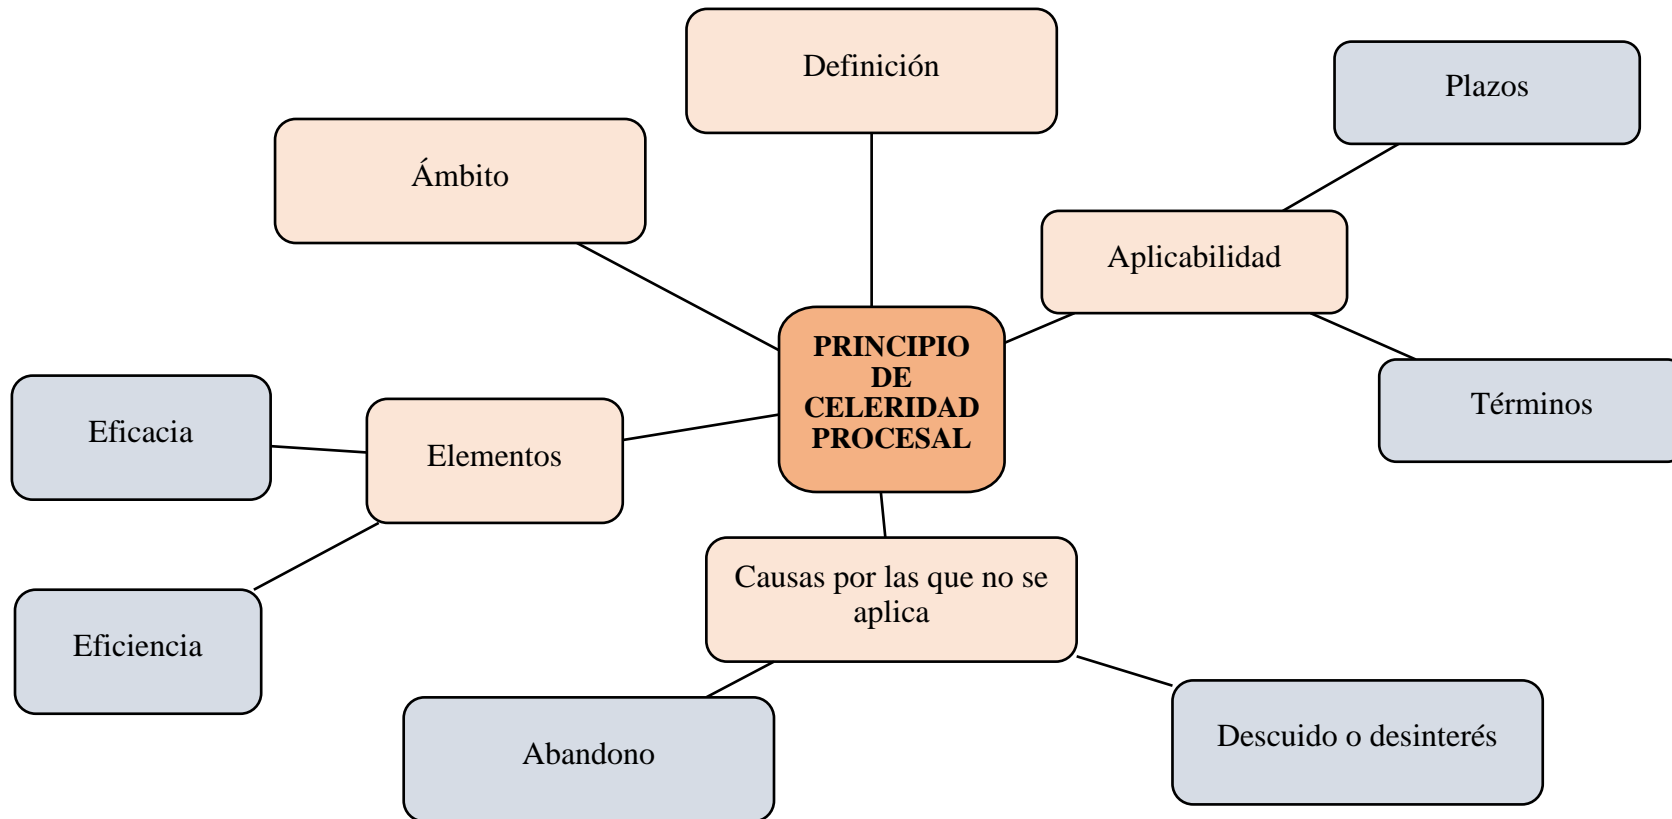 Definición
Plazos
Ámbito
Aplicabilidad
PRINCIPIO
DE
CELERIDAD
PROCESAL
Términos
Eficacia
Elementos
Causas por las que no se
aplica
Eficiencia
Descuido o desinterés
Abandono